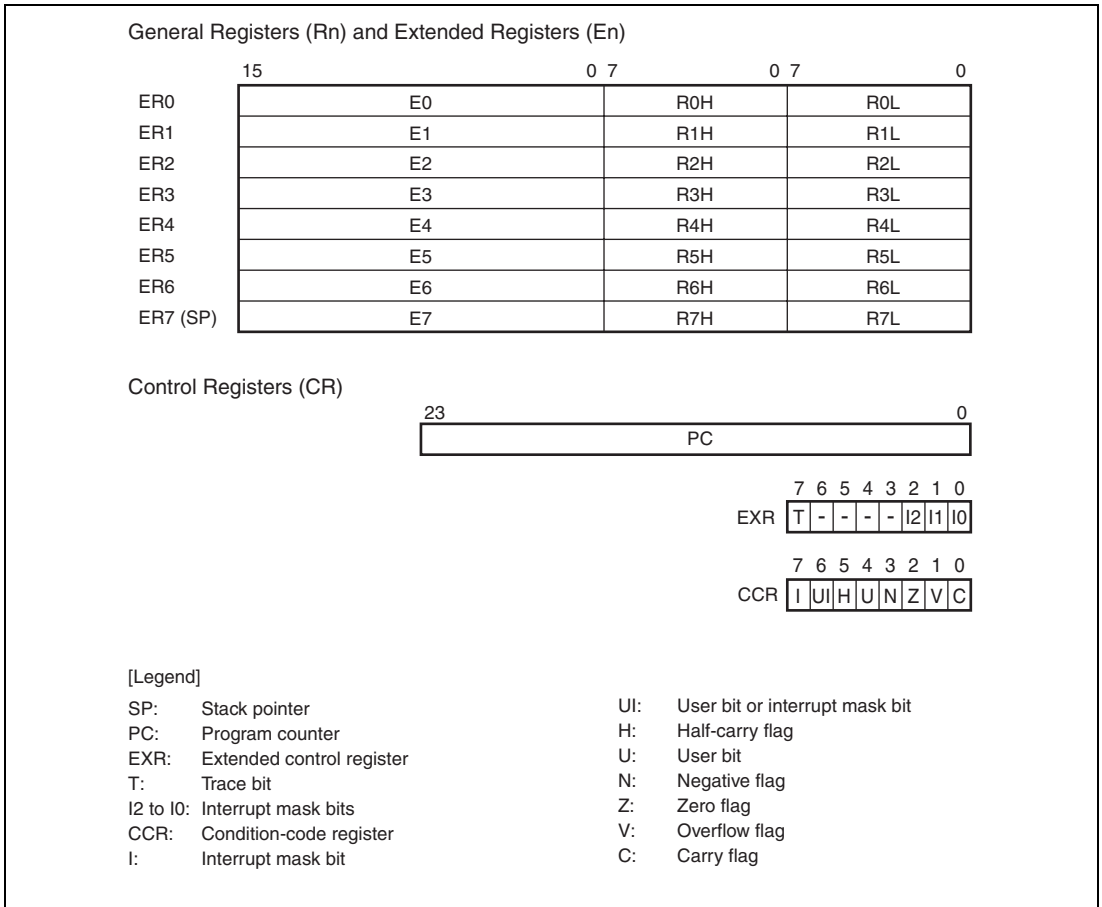 General Registers (Rn) and Extended Registers (En)
15 0 7 0 7 0
ER0 E0 R0H R0L
ER1 E1 R1H R1L
ER2 E2 R2H R2L
ER3 E3 R3H R3L
ER4 E4 R4H R4L
ER5 E5 R5H R5L
ER6 E6 R6H R6L
ER7 (SP) E7 R7H R7L
Control Registers (CR)
23 0
PC
7 6 5 4 3 2 1 0
EXR T - - - - I2 I1 I0
7 6 5 4 3 2 1 0
CCR I UI H U N Z V C
[Legend]
SP: Stack pointer
PC: Program counter
EXR: Extended control register
T: Trace bit
I2 to I0: Interrupt mask bits
CCR: Condition-code register
I: Interrupt mask bit
UI: User bit or interrupt mask bit
H: Half-carry flag
U: User bit
N: Negative flag
Z: Zero flag
V: Overflow flag
C: Carry flag